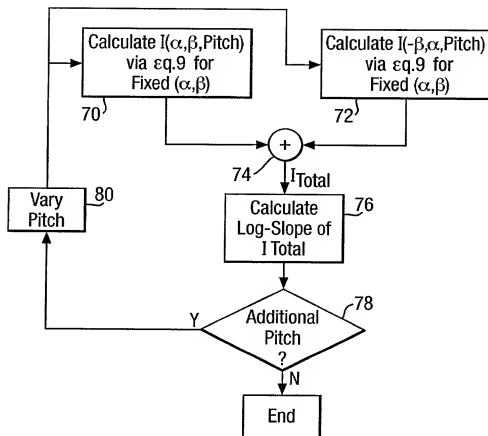 Calculate I(α,β,Pitch)
via εq.9 for
Fixed (α,β)
70
Calculate I(-β,α,Pitch)
via εq.9 for
Fixed (α,β)
72
+
74
I Total
80
Vary
Pitch
Calculate
Log-Slope of
I Total
76
78
Y
Additional
Pitch
?
N
End